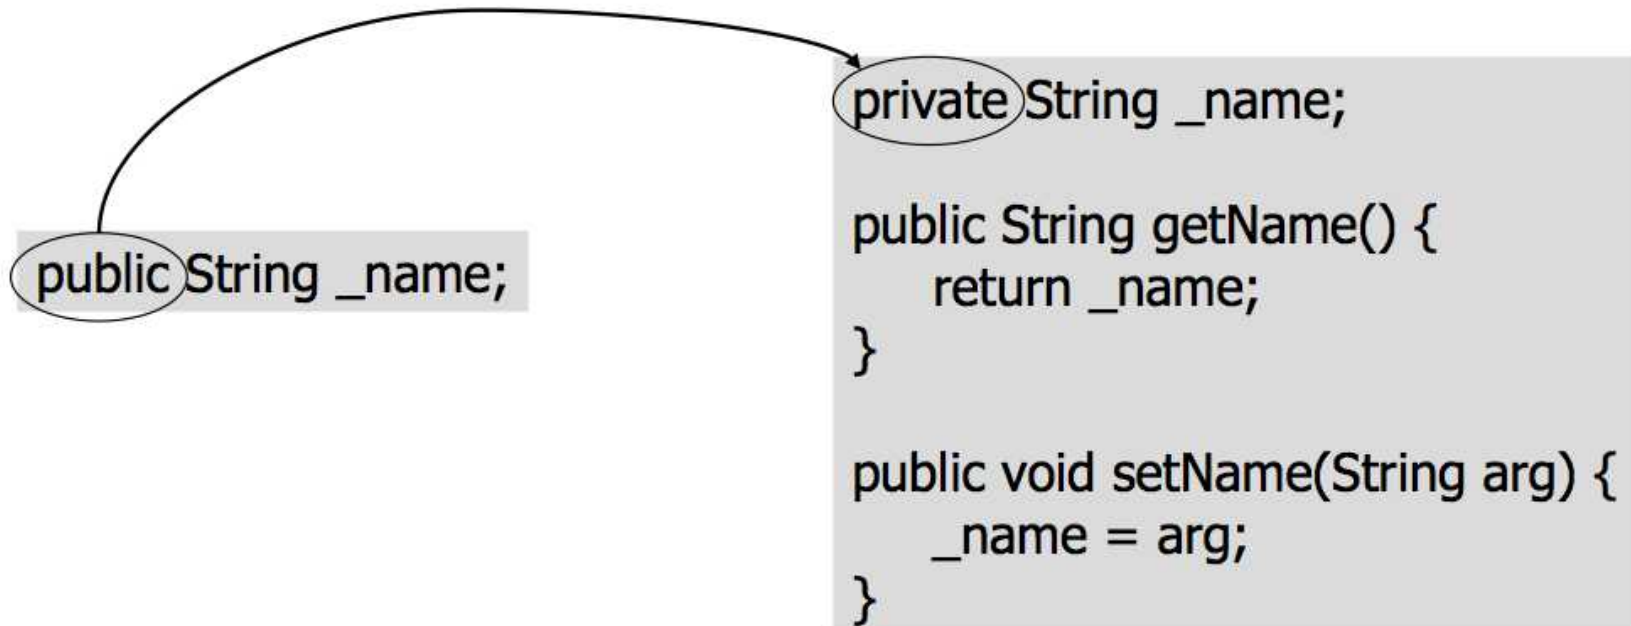 public String _name;
private String _name;
public String getName() {
return _name;
}
public void setName(String arg) {
_name = arg;
}